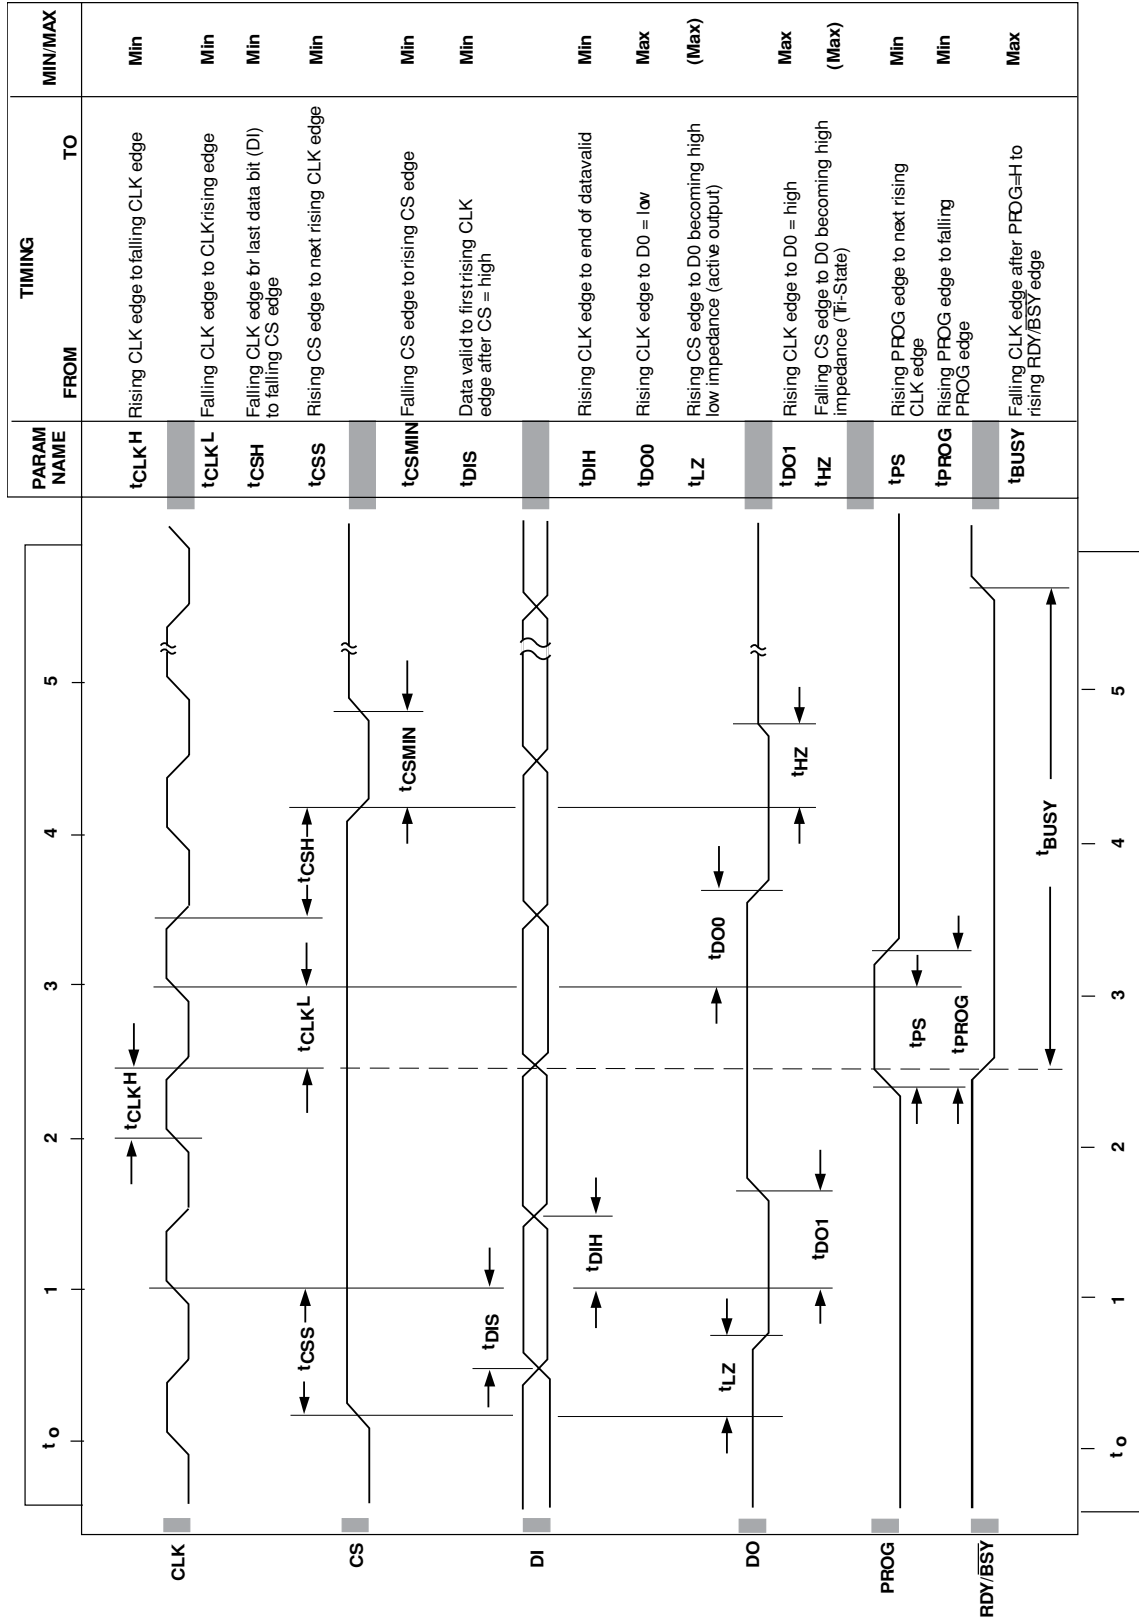 PARAM
NAME
TIMING
FROM TO
MIN/MAX
to 1 2 3 4 5
CLK
tCLKH
tCLKH Rising CLK edge to falling CLK edge Min
tCLKL Falling CLK edge to CLK rising edge Min
tCSH Falling CLK edge for last data bit (DI)
to falling CS edge Min
tCSS Rising CS edge to next rising CLK edge Min
tCSS tCLKL tCSH
CS
tCSMIN
tCSMIN Falling CS edge to rising CS edge Min
tDIS Data valid to first rising CLK
edge after CS = high Min
tDIS
DI
tDIH
tDIH Rising CLK edge to end of datavalid Min
tDO0 Rising CLK edge to D0 = low Max
tLZ Rising CS edge to D0 becoming high
low impedance (active output) (Max)
tLZ tDO0
DO
tDO1 tHZ
tDO1 Rising CLK edge to D0 = high Max
tHZ Falling CS edge to D0 becoming high
impedance (Tri-State) (Max)
PROG
tPS
tPROG
tPS Rising PROG edge to next rising
CLK edge Min
tPROG Rising PROG edge to falling
PROG edge Min
RDY/BSY
tBUSY
tBUSY Falling CLK edge after PROG=H to
rising RDY/BSY edge Max
to 1 2 3 4 5